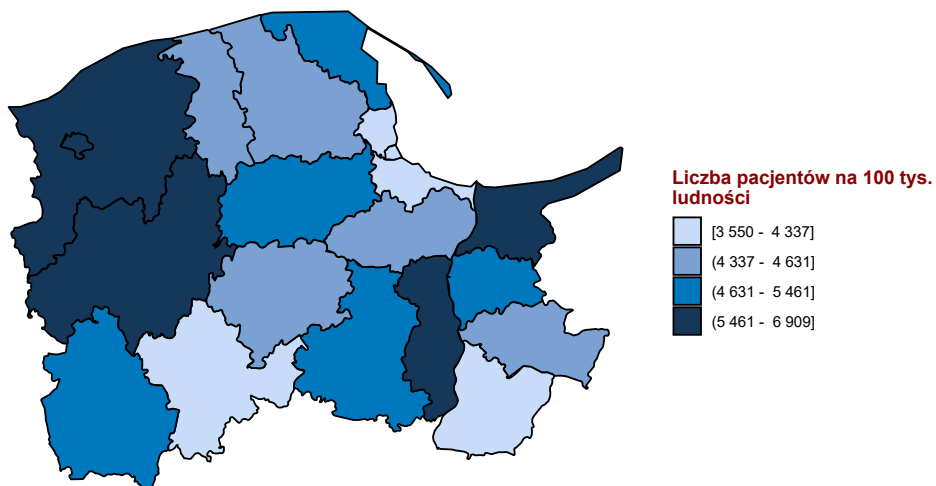 Liczba pacjentów na 100 tys.
ludności
[3 550 - 4 337]
(4 337 - 4 631]
(4 631 - 5 461]
(5 461 - 6 909]